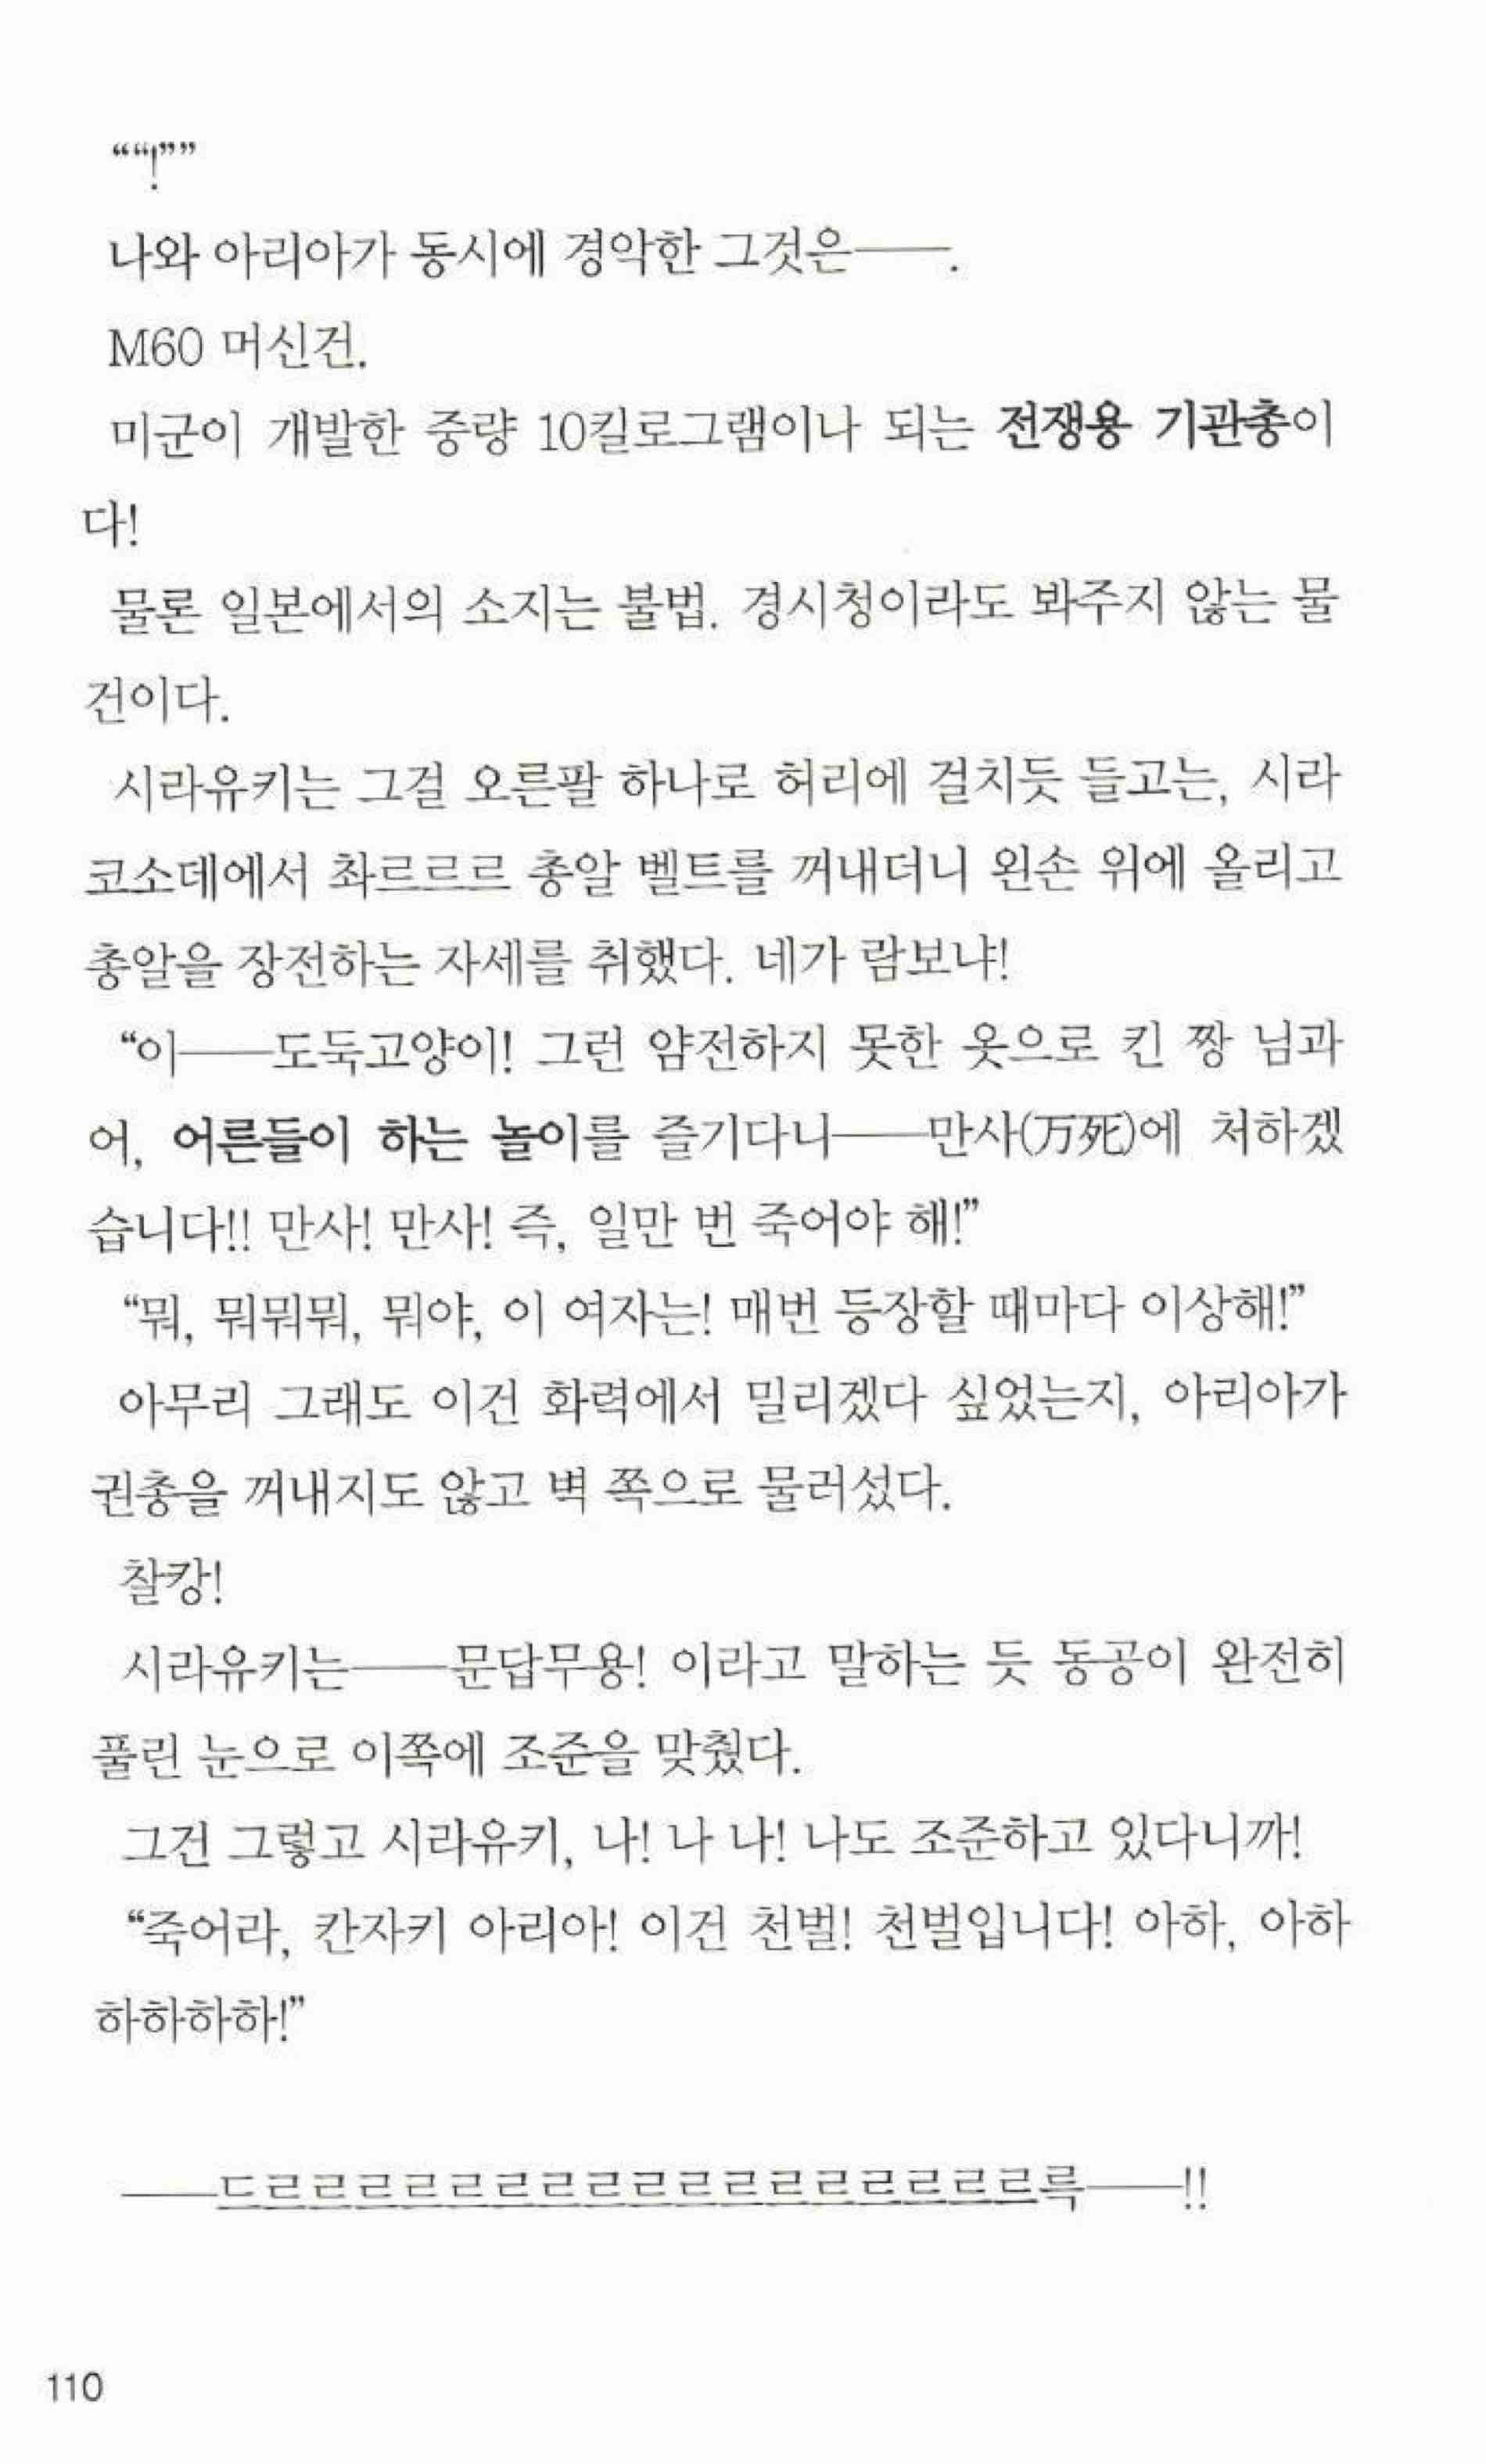 ““!””
나와 아리아가 동시에 경악한 그것은――.
M60 머신건.
미군이 개발한 중량 10킬로그램이나 되는 전쟁용 기관총이
다!
물론 일본에서의 소지는 불법. 경시청이라도 봐주지 않는 물
건이다.
시라유키는 그걸 오른팔 하나로 허리에 걸치듯 들고는, 시라
코소데에서 촤르르르 총알 벨트를 꺼내더니 왼손 위에 올리고
총알을 장전하는 자세를 취했다. 네가 람보냐!
“이――도둑고양이! 그런 얌전하지 못한 옷으로 킨 짱 님과
어, 어른들이 하는 놀이를 즐기다니――만사(万死)에 처하겠
습니다!! 만사! 만사! 즉, 일만 번 죽어야 해!”
“뭐, 뭐뭐뭐, 뭐야, 이 여자는! 매번 등장할 때마다 이상해!”
아무리 그래도 이건 화력에서 밀리겠다 싶었는지, 아리아가
권총을 꺼내지도 않고 벽 쪽으로 물러섰다.
찰캉!
시라유키는――문답무용! 이라고 말하는 듯 동공이 완전히
풀린 눈으로 이쪽에 조준을 맞췄다.
그건 그렇고 시라유키, 나! 나 나! 나도 조준하고 있다니까!
“죽어라, 칸자키 아리아! 이건 천벌! 천벌입니다! 아하, 아하
하하하하!”
――드르르르르르르르르르르르르르르르르르륵――!!
110